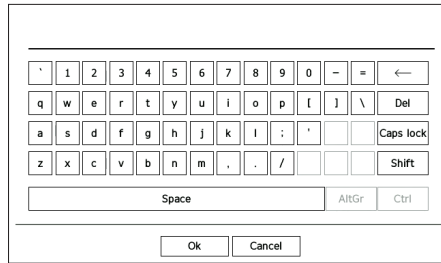 ` 1 2 3 4 5 6 7 8 9 0 - = ←
q w e r t y u i o p [ ] \ Del
a s d f g h j k l ; ' Caps lock
z x c v b n m , . / Shift
Space AltGr Ctrl
Ok Cancel